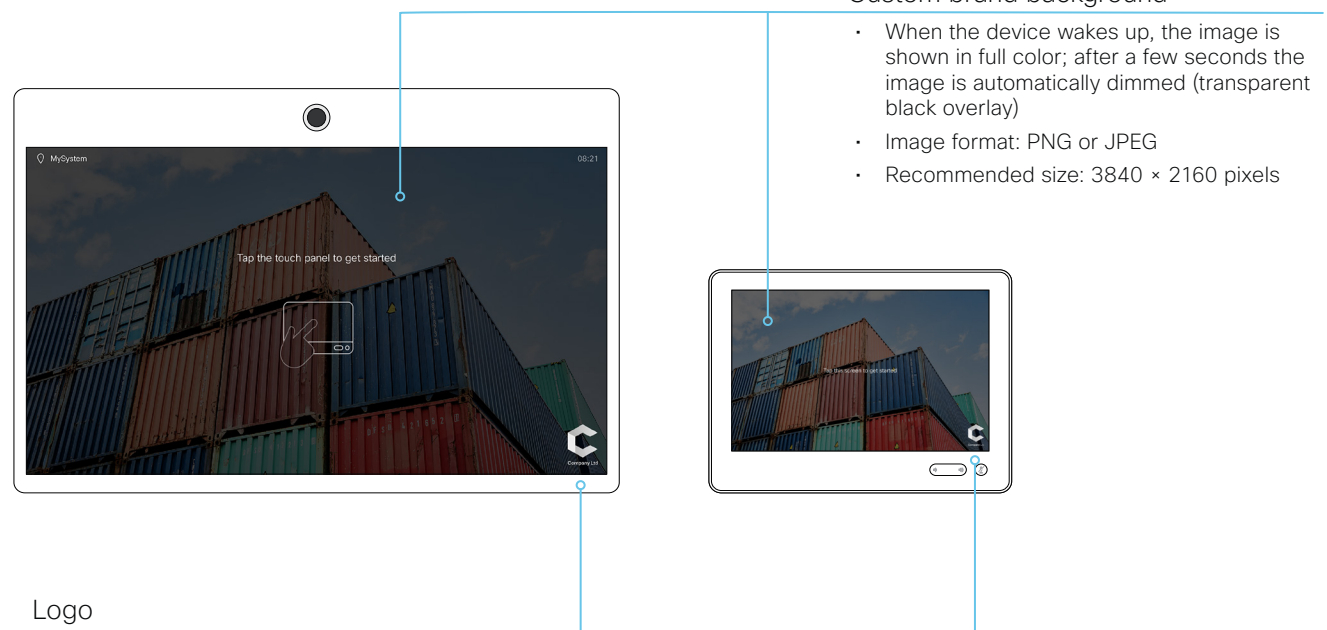 Custom brand background
• When the device wakes up, the image is
shown in full color; after a few seconds the
image is automatically dimmed (transparent
black overlay)
• Image format: PNG or JPEG
• Recommended size: 3840 × 2160 pixels
MySystem
08:21
Tap the touch panel to get started
Company Ltd
Tap the screen to get started
Logo